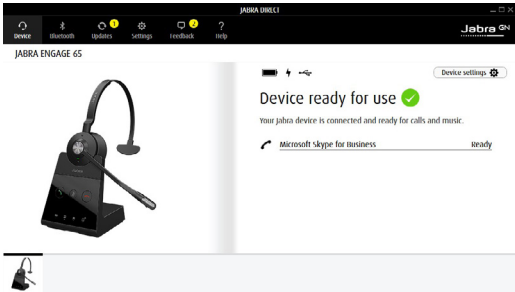 JABRA DIRECT
Device
Bluetooth
Updates 1
Settings
Feedback 2
Help
Jabra GN
JABRA ENGAGE 65
Device settings
Device ready for use
Your Jabra device is connected and ready for calls and music.
Microsoft Skype for Business Ready